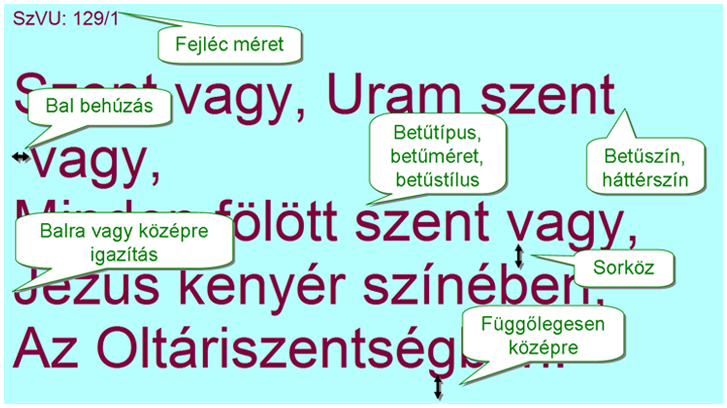 SzVU: 129/1
Fejléc méret
Szent vagy, Uram szent
Bal behúzás
vagy,
Betűtípus,
betűméret,
betűstílus
Betűszín,
háttérszín
Minden fölött szent vagy,
Balra vagy középre
igazítás
Sorköz
Jézus kenyér színében,
Függőlegesen
középre
Az Oltáriszentségben.